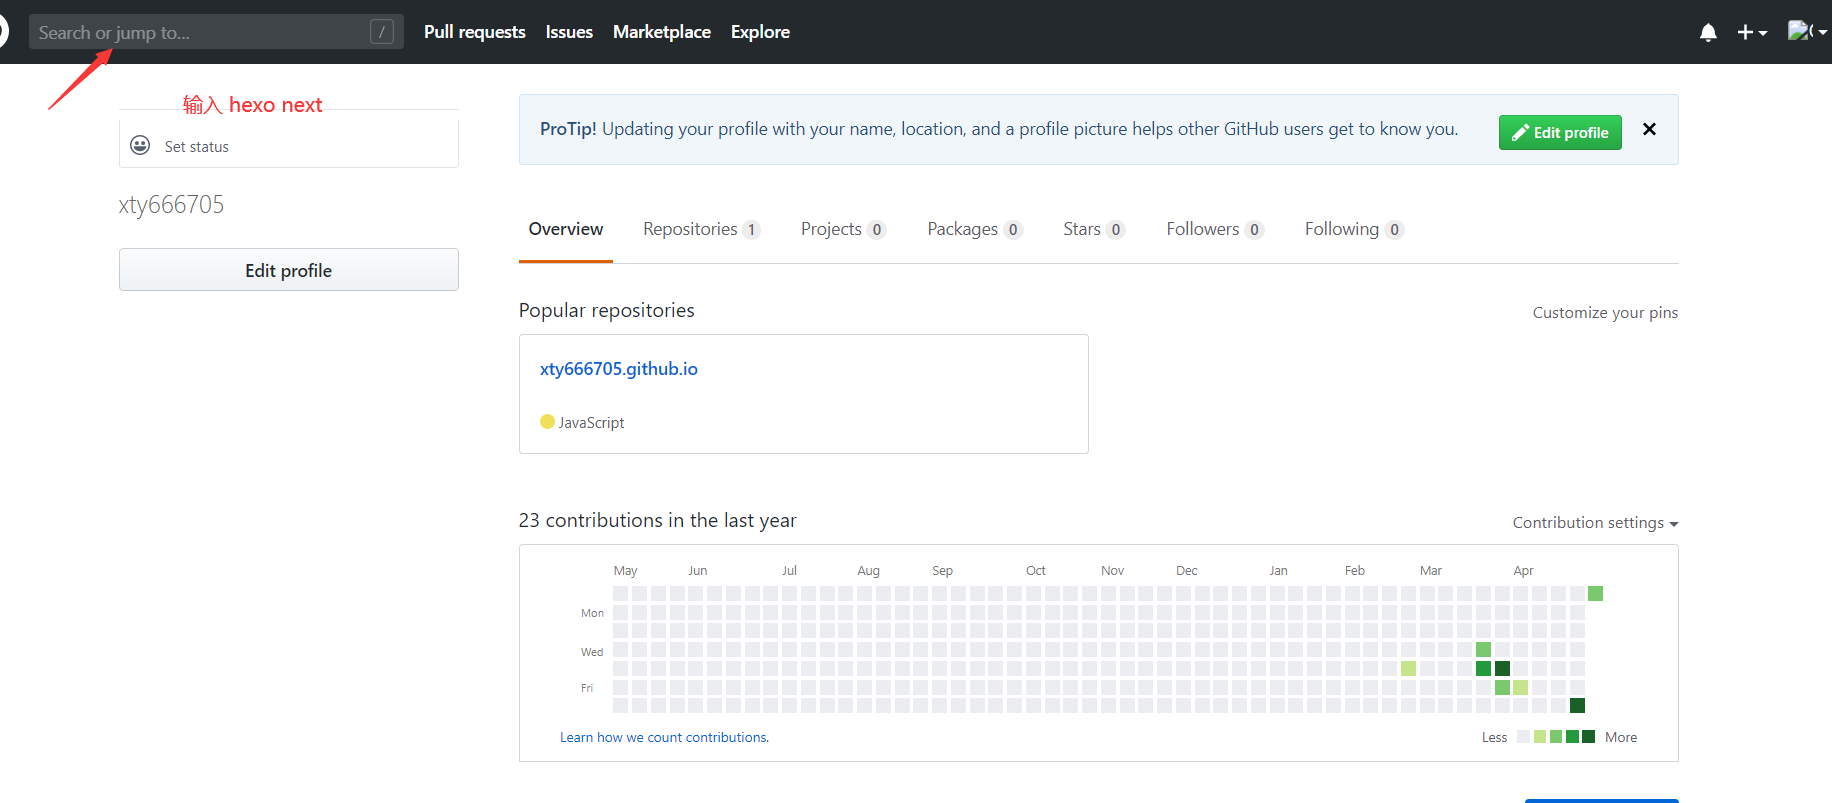 Search or jump to... /
Pull requests Issues Marketplace Explore
输入 hexo next
Set status
xty666705
Edit profile
ProTip! Updating your profile with your name, location, and a profile picture helps other GitHub users get to know you.
Edit profile
Overview Repositories 1 Projects 0 Packages 0 Stars 0 Followers 0 Following 0
Popular repositories
Customize your pins
xty666705.github.io
JavaScript
23 contributions in the last year
Contribution settings
May Jun Jul Aug Sep Oct Nov Dec Jan Feb Mar Apr
Mon
Wed
Fri
Learn how we count contributions.
Less More